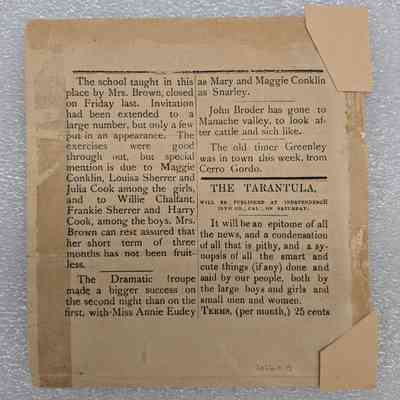 The school taught in this
place by Mrs. Brown, closed
on Friday last. Invitation
had been extended to a
large number, but only a few
put in an appearance. The
exercises were good
through out, but special
mention is due to Maggie
Conklin, Louisa Sherrer and
Julia Cook among the girls,
and to Willie Chalfant,
Frankie Sherrer and Harry
Cook, among the boys. Mrs.
Brown can rest assured that
her short term of three
months has not been fruit-
less.
The Dramatic Troupe
made a bigger success on
the second night than on the
first, with Miss Annie Eudey
as Mary and Maggie Conklin
as Snarley.
John Broder has gone to
Manache valley, to look af-
ter cattle and sich like.
The old timer Greenley
was in town this week, from
Cerro Gordo.
THE TARANTULA,
WILL BE PUBLISHED AT INDEPENDENCE
INYO CO., CAL., ON SATURDAY.
It will be an epitome of all
the news, and a condensation
of all that is pithy, and a sy-
nopsis of all the smart and
cute things (if any) done and
said by our people, both by
the large boys and girls and
small men and women.
TERMS, (per month,) 25 cents